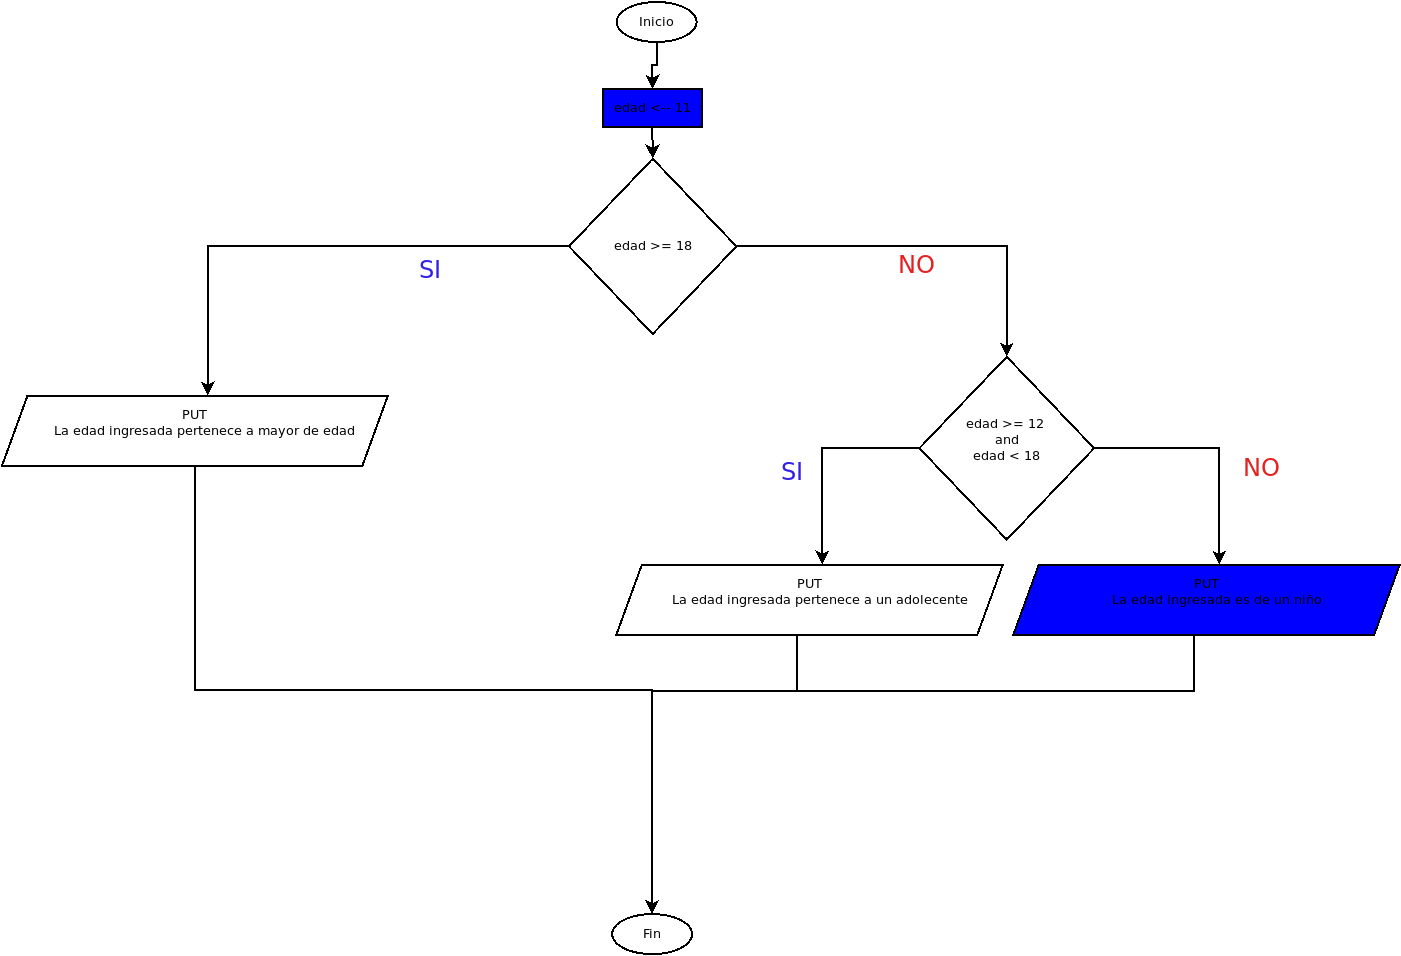 Inicio
edad <-- 11
edad >= 18
SI
NO
PUT
La edad ingresada pertenece a mayor de edad
edad >= 12
and
edad < 18
SI
NO
PUT
La edad ingresada pertenece a un adolecente
PUT
La edad ingresada es de un nino
Fin